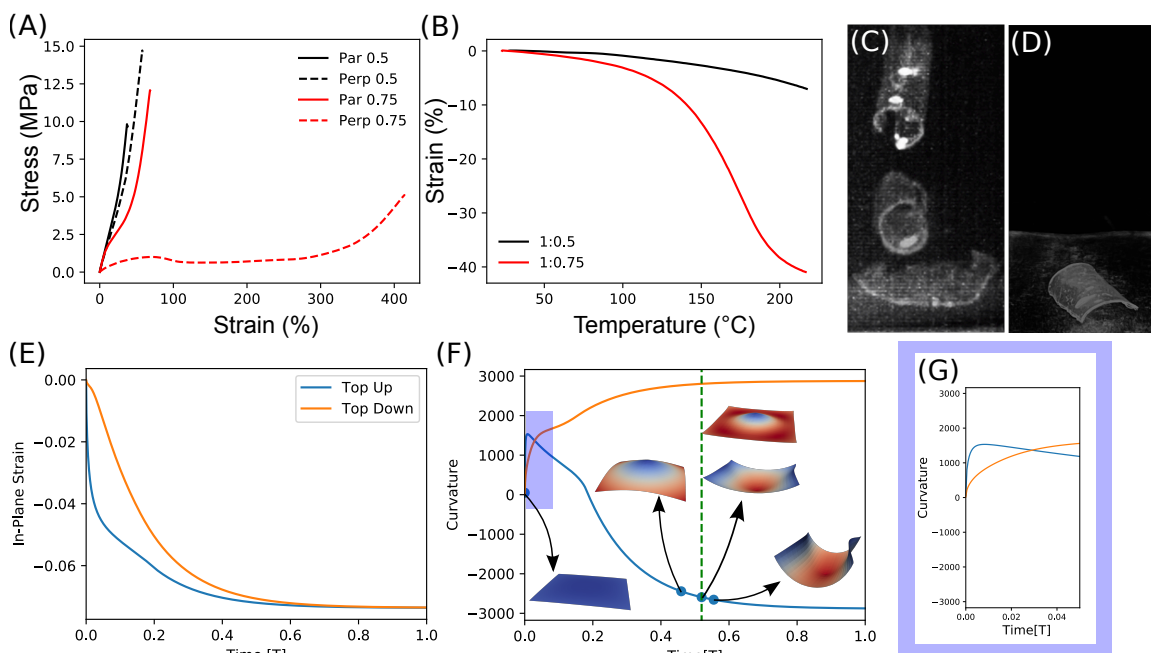 (A)
15.0
12.5
10.0
7.5
5.0
2.5
0.0
Stress (MPa)
Par 0.5
Perp 0.5
Par 0.75
Perp 0.75
0
100
200
300
400
Strain (%)
(B)
0
−10
−20
−30
−40
Strain (%)
1:0.5
1:0.75
50
100
150
200
Temperature (°C)
(C)
(D)
(E)
0.00
−0.02
−0.04
−0.06
In-Plane Strain
Top Up
Top Down
0.0
0.2
0.4
0.6
0.8
1.0
Time [T]
(F)
3000
2000
1000
0
−1000
−2000
−3000
Curvature
0.0
0.2
0.4
0.6
0.8
1.0
Time[T]
(G)
3000
2000
1000
0
−1000
−2000
−3000
Curvature
0.00
0.02
0.04
Time[T]